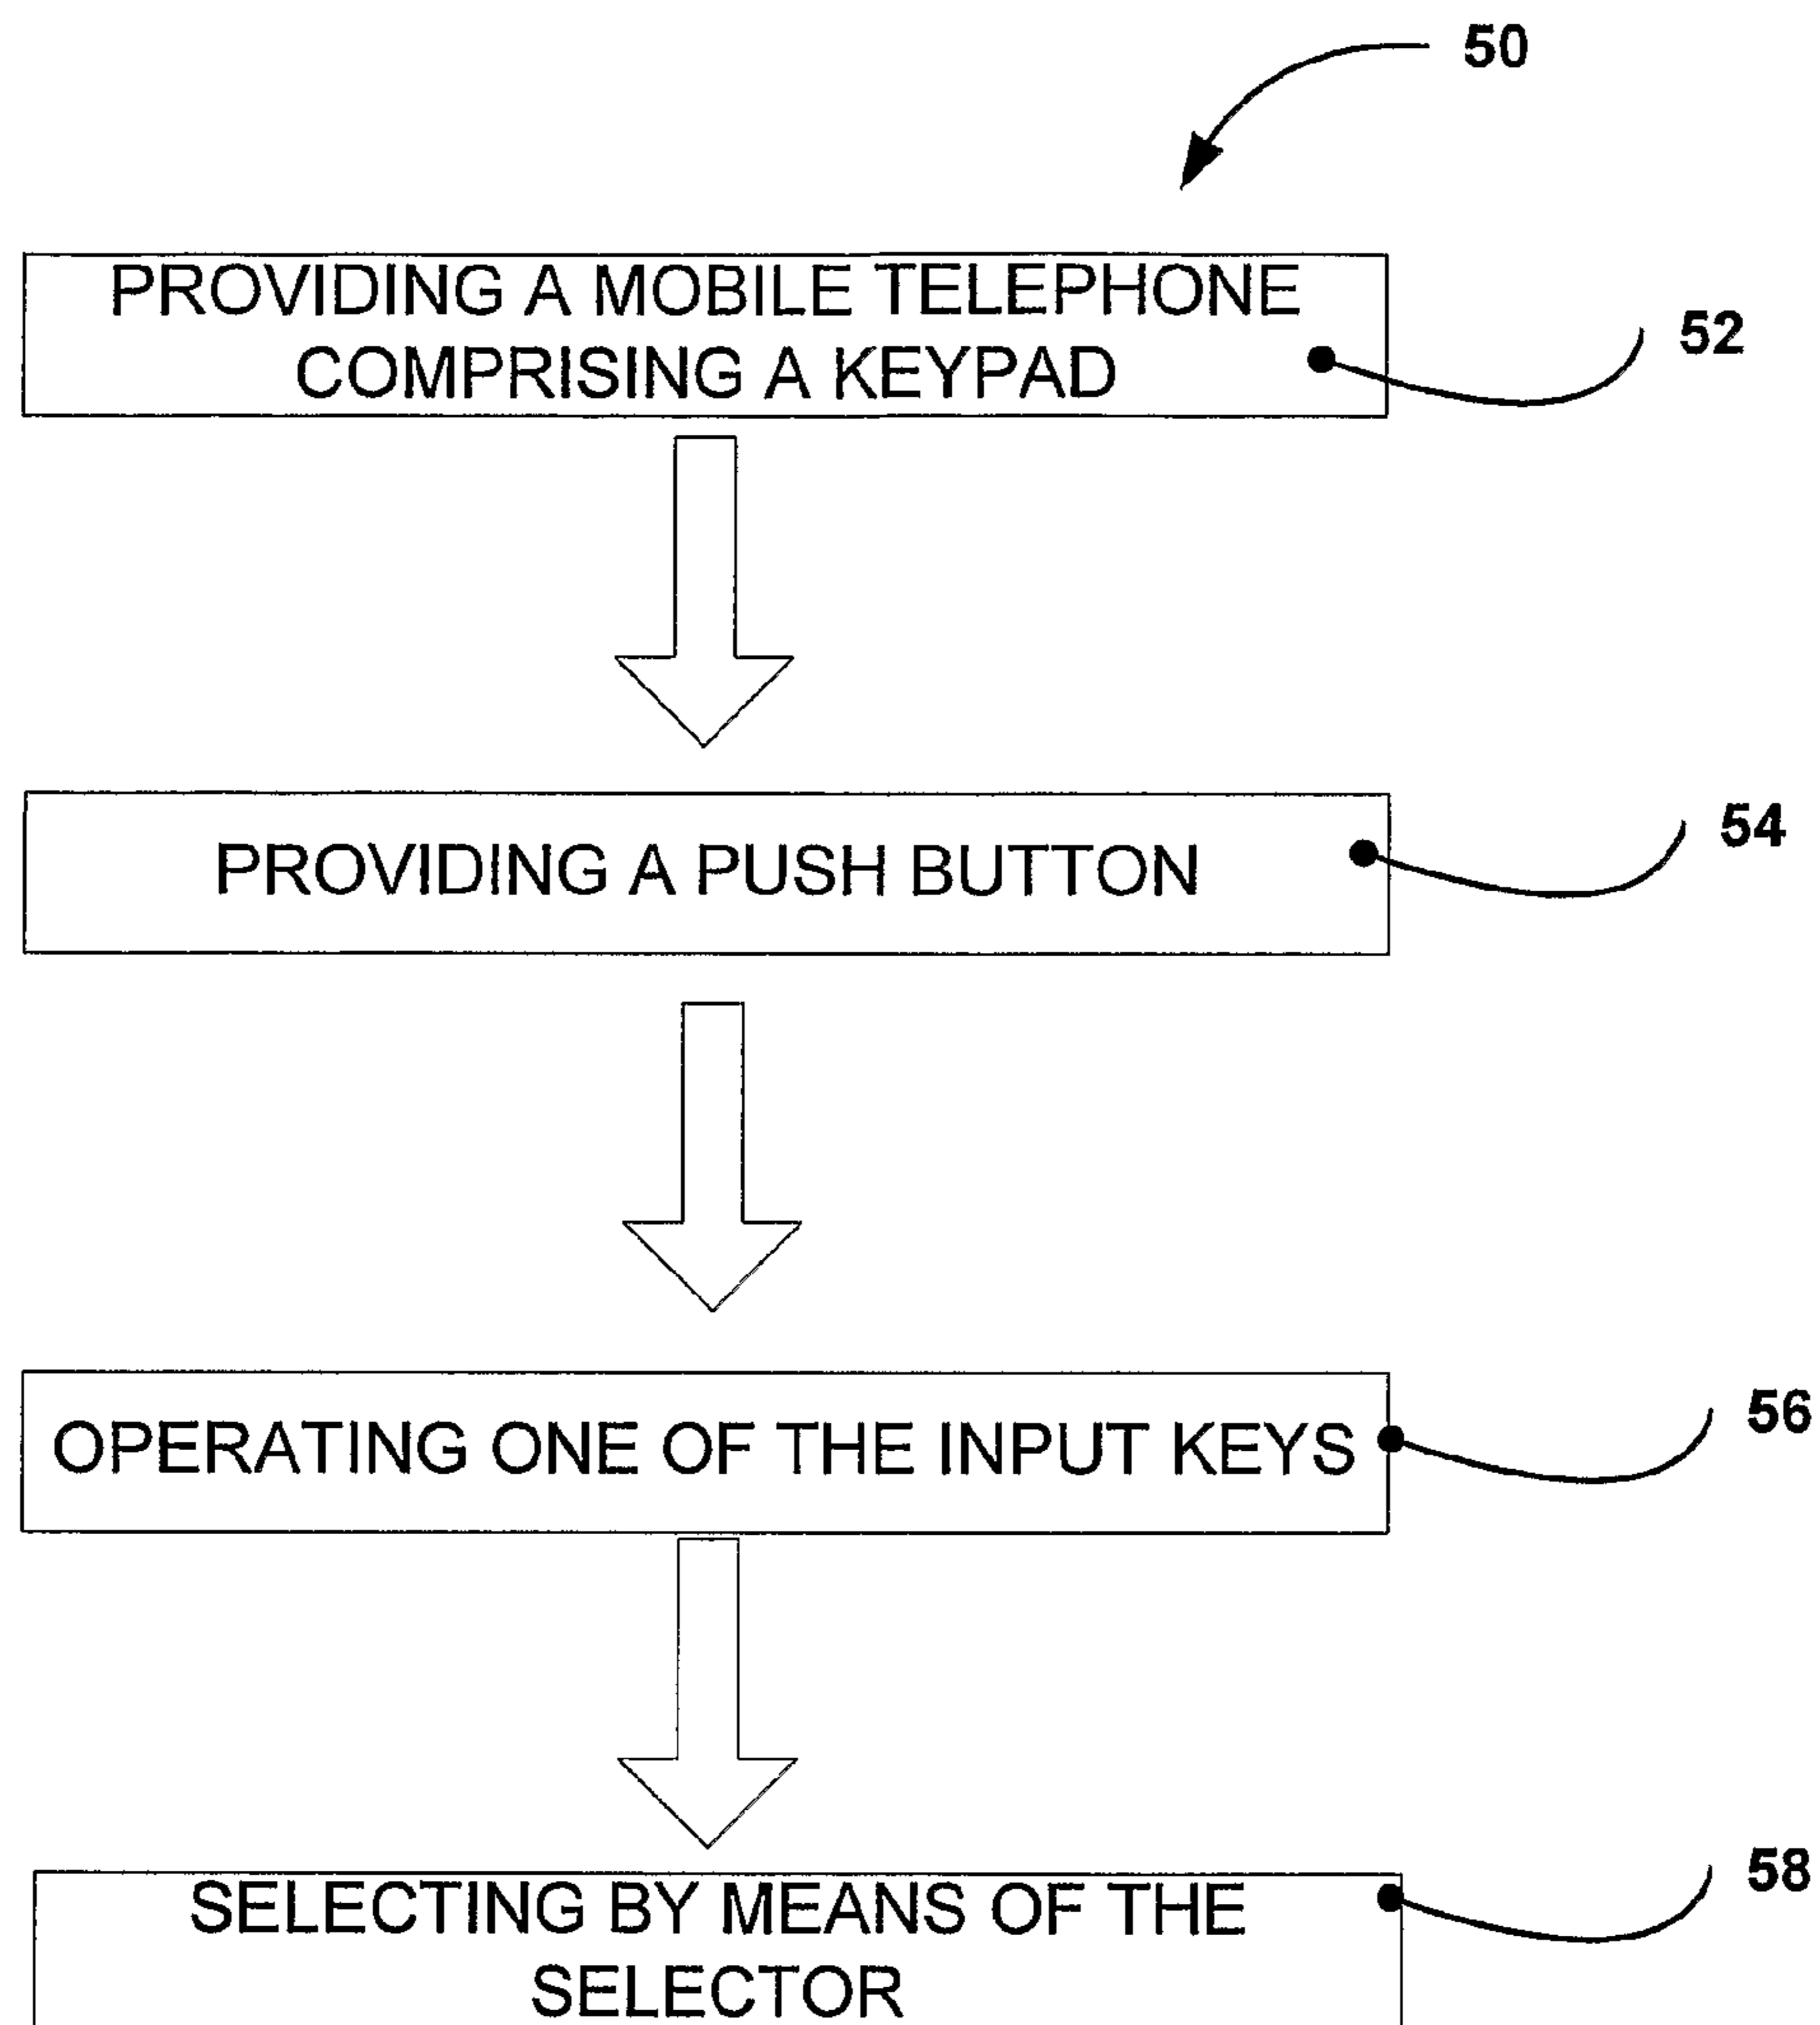 50
PROVIDING A MOBILE TELEPHONE
COMPRISING A KEYPAD
52
PROVIDING A PUSH BUTTON
54
OPERATING ONE OF THE INPUT KEYS
56
SELECTING BY MEANS OF THE
SELECTOR
58